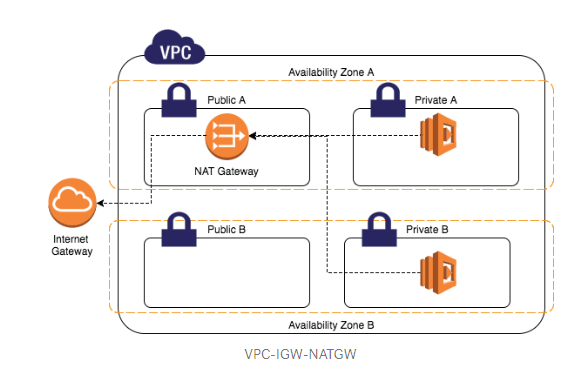 VPC
Availability Zone A
Public A
Private A
NAT Gateway
Internet
Gateway
Public B
Private B
Availability Zone B
VPC-IGW-NATGW